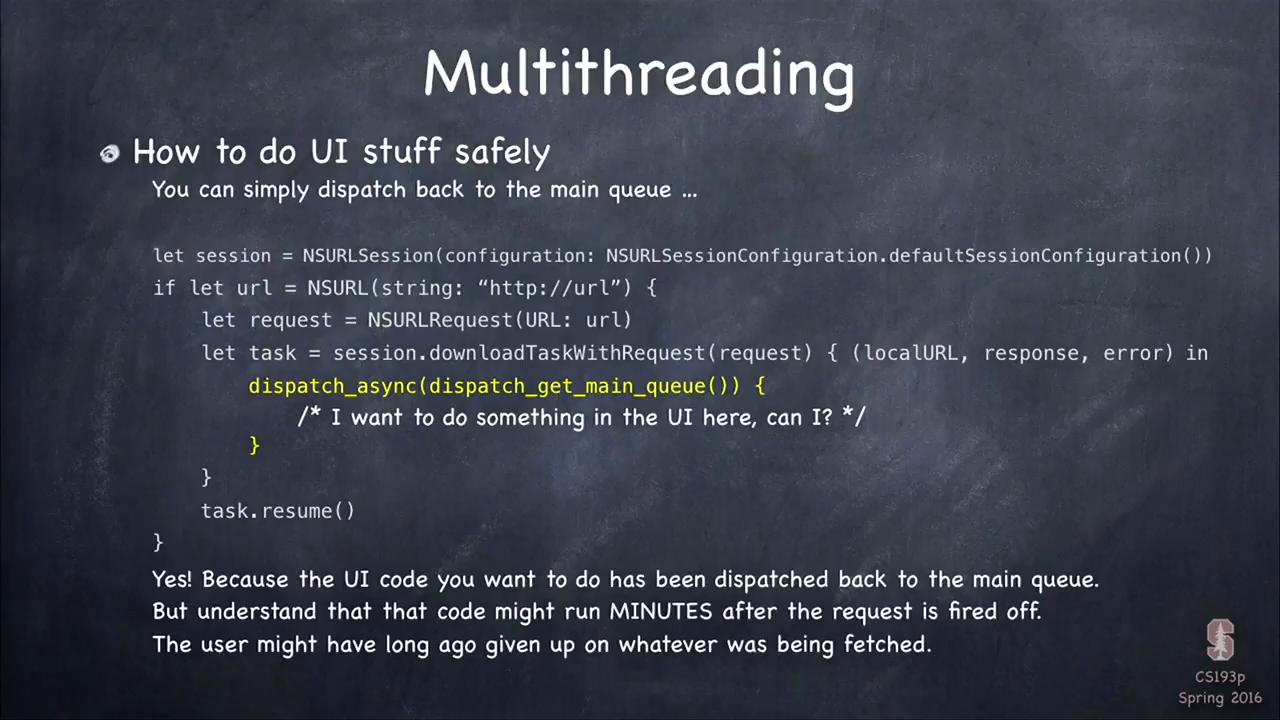 Multithreading
How to do UI stuff safely
You can simply dispatch back to the main queue ...
let session = NSURLSession(configuration: NSURLSessionConfiguration.defaultSessionConfiguration())
if let url = NSURL(string: “http://url”) {
let request = NSURLRequest(URL: url)
let task = session.downloadTaskWithRequest(request) { (localURL, response, error) in
dispatch_async(dispatch_get_main_queue()) {
/* I want to do something in the UI here, can I? */
}
}
task.resume()
}
Yes! Because the UI code you want to do has been dispatched back to the main queue.
But understand that that code might run MINUTES after the request is fired off.
The user might have long ago given up on whatever was being fetched.
CS193p
Spring 2016